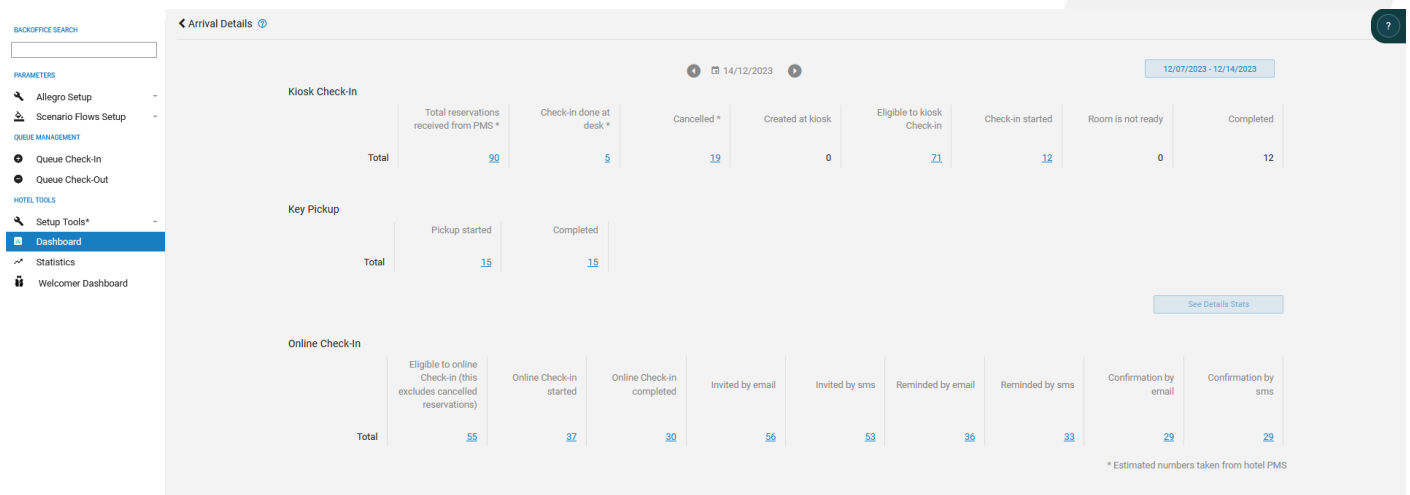 BACKOFFICE SEARCH
PARAMETERS
Allegro Setup
Scenario Flows Setup
QUEUE MANAGEMENT
Queue Check-In
Queue Check-Out
HOTEL TOOLS
Setup Tools*
Dashboard
Statistics
Welcomer Dashboard
Arrival Details ?
?
14/12/2023
12/07/2023 - 12/14/2023
Kiosk Check-In
Total reservations
received from PMS *
Check-in done at
desk *
Cancelled *
Created at kiosk
Eligible to kiosk
Check-in
Check-in started
Room is not ready
Completed
Total 90 5 19 0 71 12 0 12
Key Pickup
Pickup started Completed
Total 15 15
See Details Stats
Online Check-In
Eligible to online
Check-in (this
excludes cancelled
reservations)
Online Check-in
started
Online Check-in
completed
Invited by email
Invited by sms
Reminded by email
Reminded by sms
Confirmation by
email
Confirmation by
sms
Total 55 37 30 56 53 36 33 29 29
* Estimated numbers taken from hotel PMS